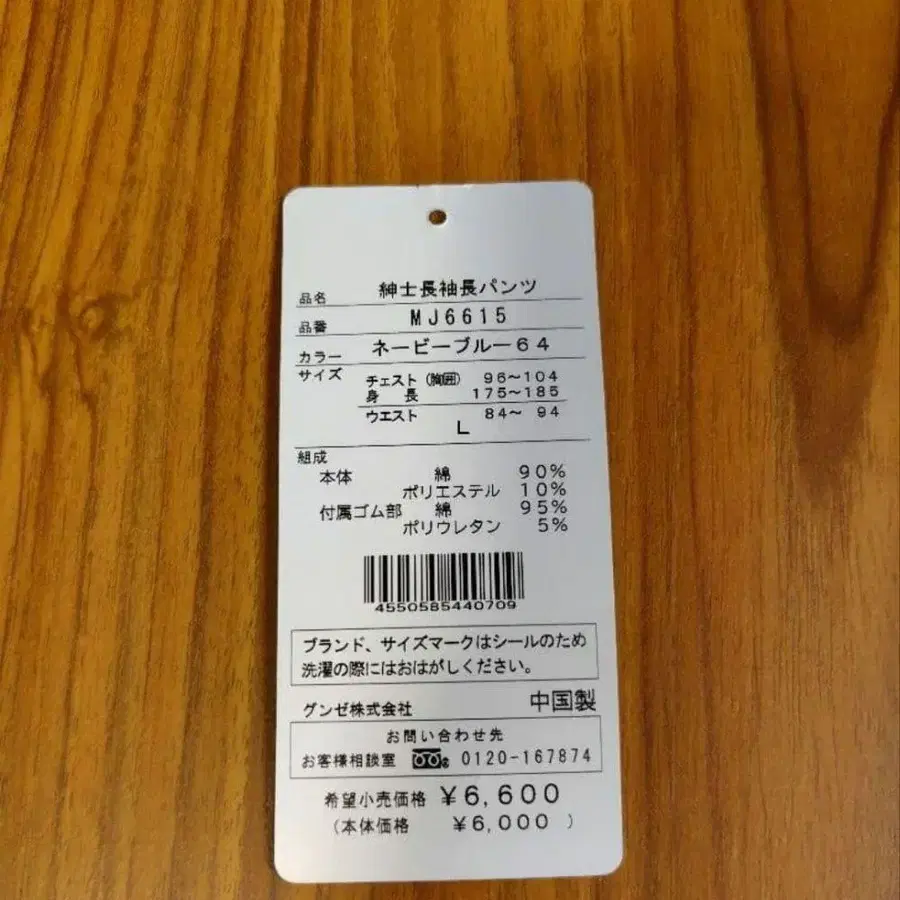 品名 紳士長袖長パンツ
品番 MJ6615
カラー ネービーブルー64
サイズ チェスト(胸囲) 96〜104
身長 175〜185
ウエスト 84〜 94
L
組成
本体 綿 90%
ポリエステル 10%
付属ゴム部 綿 95%
ポリウレタン 5%
4550585440709
ブランド、サイズマークはシールのため
洗濯の際にはおはがしください。
グンゼ株式会社 中国製
お問い合わせ先
お客様相談室 0120-167874
希望小売価格 ¥6,600
(本体価格 ¥6,000 )